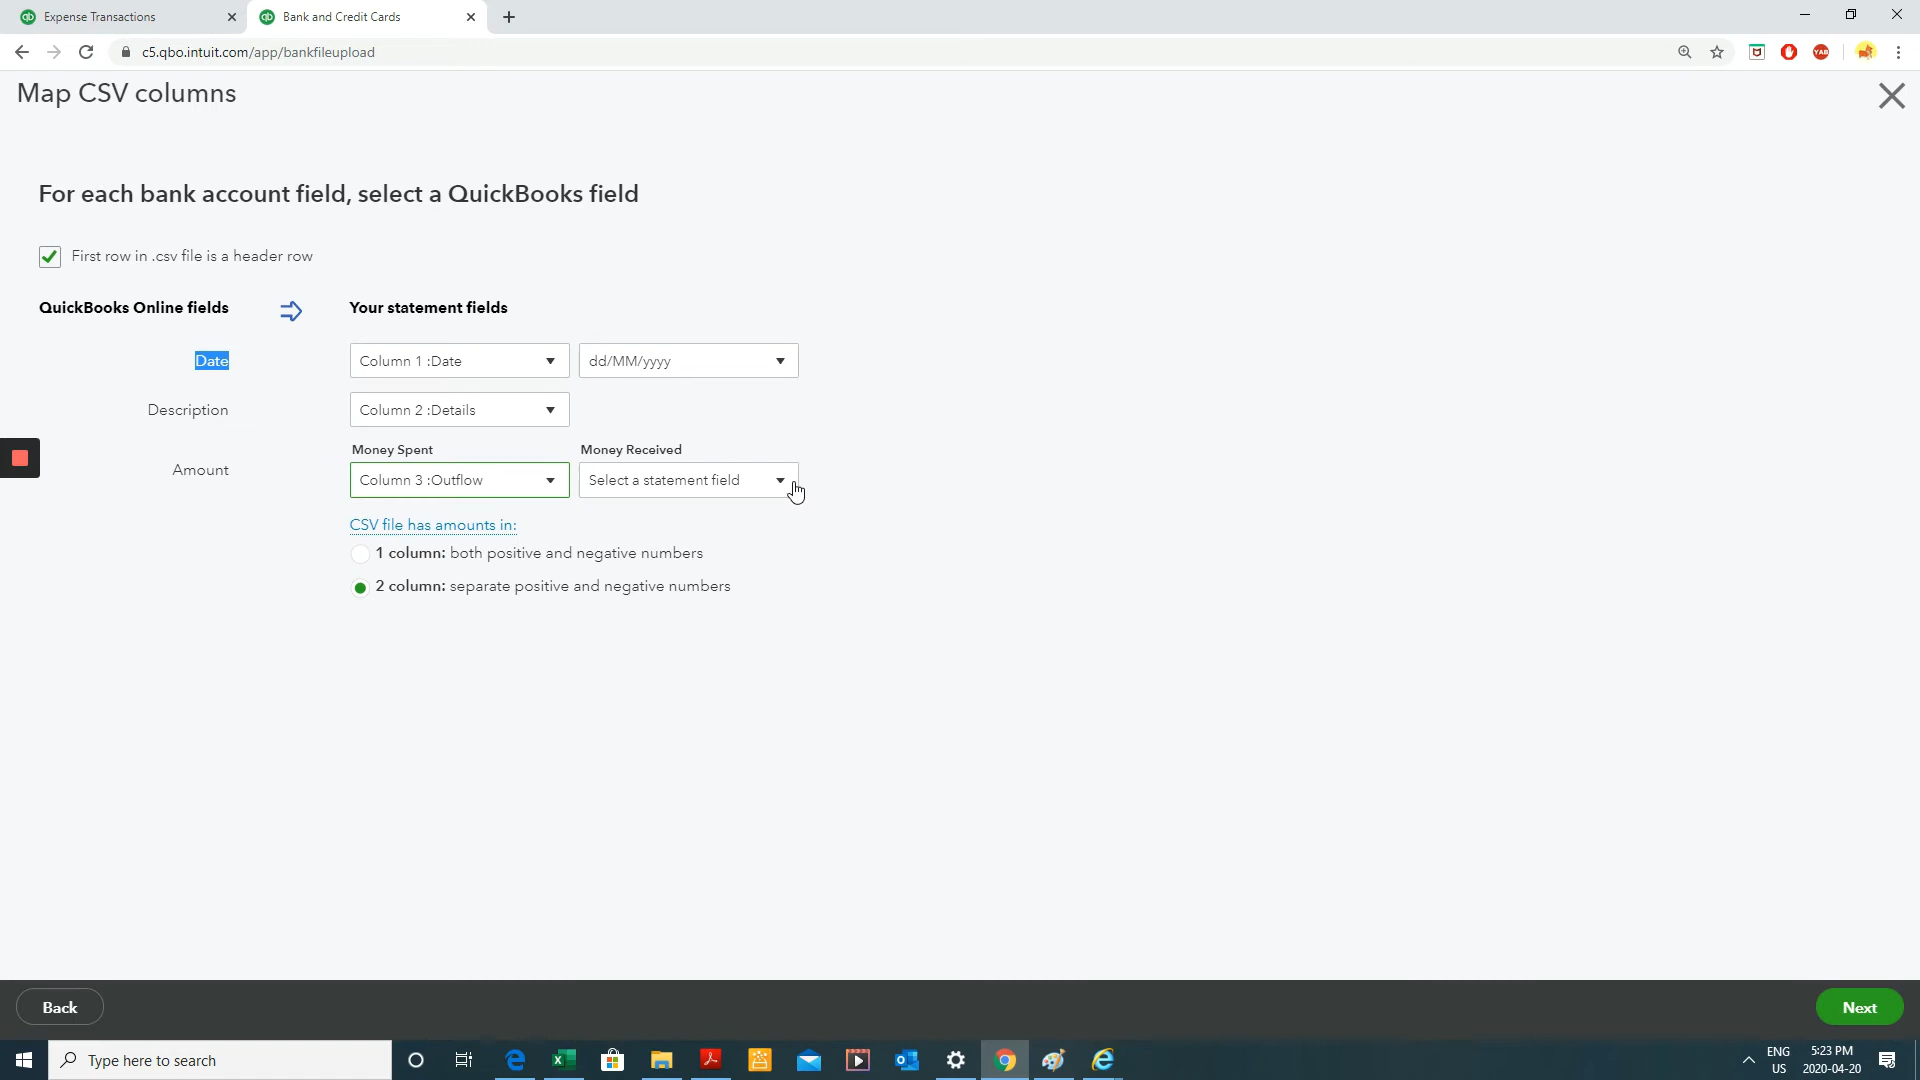 Expense Transactions
Bank and Credit Cards
c5.qbo.intuit.com/app/bankfileupload
YAB
Map CSV columns
For each bank account field, select a QuickBooks field
First row in .csv file is a header row
QuickBooks Online fields
Your statement fields
Date
Column 1 :Date
dd/MM/yyyy
Description
Column 2 :Details
Money Spent
Money Received
Amount
Column 3 :Outflow
Select a statement field
CSV file has amounts in:
1 column: both positive and negative numbers
2 column: separate positive and negative numbers
Back
Next
Type here to search
ENG
US
5:23 PM
2020-04-20